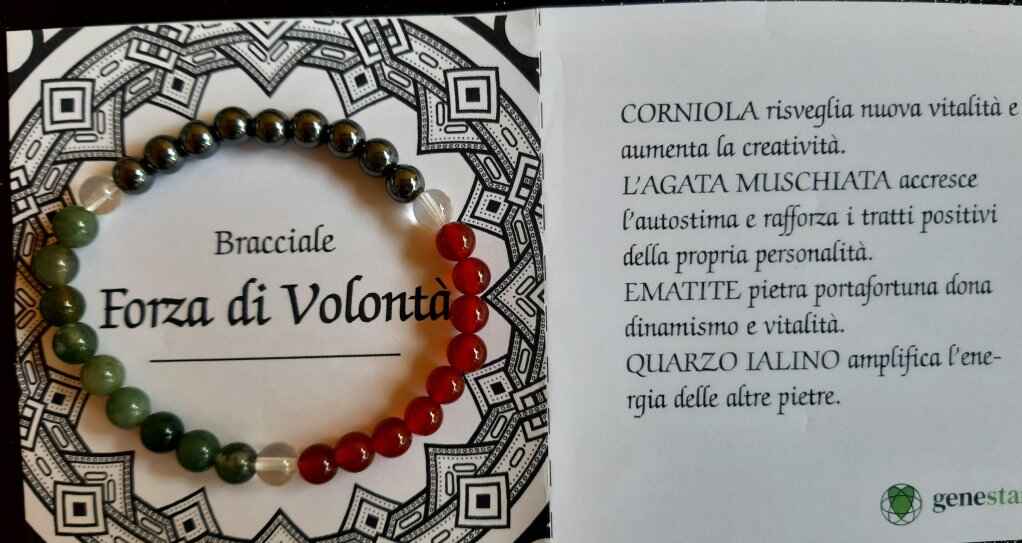 Bracciale
Forza di Volontà
CORNIOLA risveglia nuova vitalità e
aumenta la creatività.
L'AGATA MUSCHIATA accresce
l'autostima e rafforza i tratti positivi
della propria personalità.
EMATITE pietra portafortuna dona
dinamismo e vitalità.
QUARZO IALINO amplifica l'ene-
rgia delle altre pietre.
genesta